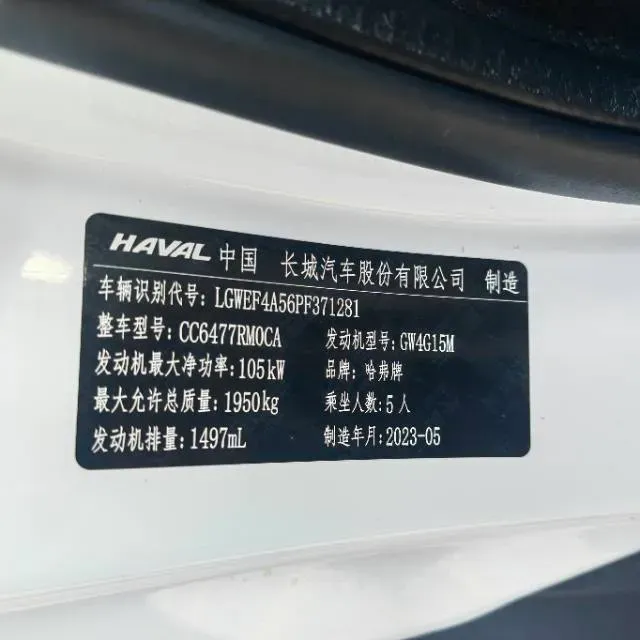 HAVAL 中国 长城汽车股份有限公司 制造
车辆识别代号: LGWEF4A56PF371281
整车型号: CC6477RM0CA 发动机型号: GW4G15M
发动机最大净功率: 105kW 品牌: 哈弗牌
最大允许总质量: 1950kg 乘坐人数: 5人
发动机排量: 1497mL 制造年月: 2023-05